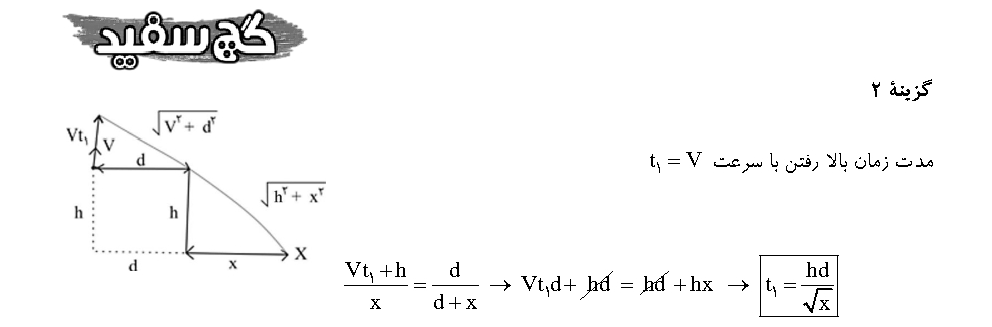 گچ سفید
گزینهٔ ۲
مدت زمان بالا رفتن با سرعت t₁ = V
√(V² + d²)
Vt₁
V
d
√(h² + x²)
h
h
X
d
x
(Vt₁ + h)/x = d/(d + x) → Vt₁d + hd = hd + hx → t₁ = hd/√x